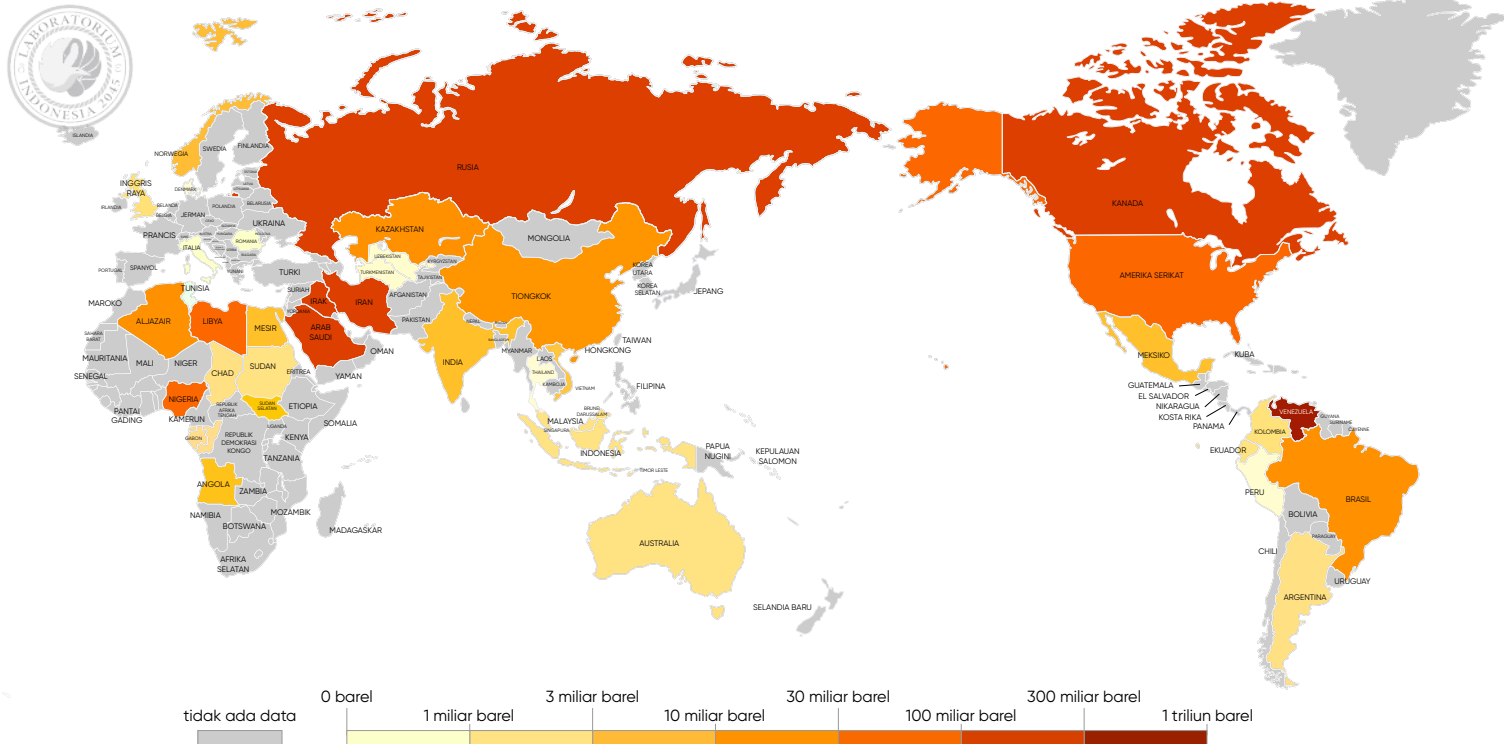 LABORATORIUM
INDONESIA 2045
ISLANDIA
NORWEGIA
SWEDIA
FINLANDIA
RUSIA
INGGRIS
RAYA
DENMARK
IRLANDIA
BELANDA
BELGIA
JERMAN
POLANDIA
BELARUSIA
UKRAINA
PRANCIS
ITALIA
ROMANIA
PORTUGAL
SPANYOL
YUNANI
TURKI
KAZAKHSTAN
UZBEKISTAN
KYRGYZSTAN
TURKMENISTAN
TAJIKISTAN
MONGOLIA
KOREA
UTARA
KOREA
SELATAN
JEPANG
TIONGKOK
TUNISIA
SURIAH
YORDANIA
IRAK
IRAN
AFGANISTAN
PAKISTAN
NEPAL
MAROKO
ALJAZAIR
LIBYA
MESIR
ARAB
SAUDI
OMAN
YAMAN
INDIA
MYANMAR
LAOS
THAILAND
KAMBOJA
VIETNAM
TAIWAN
HONGKONG
FILIPINA
SAHARA
BARAT
MAURITANIA
MALI
NIGER
CHAD
SUDAN
ERITREA
SENEGAL
PANTAI
GADING
NIGERIA
KAMERUN
REPUBLIK
AFRIKA
TENGAH
SUDAN
SELATAN
ETIOPIA
SOMALIA
GABON
REPUBLIK
DEMOKRASI
KONGO
UGANDA
KENYA
TANZANIA
ANGOLA
ZAMBIA
MOZAMBIK
NAMIBIA
BOTSWANA
MADAGASKAR
AFRIKA
SELATAN
BRUNEI
DARUSSALAM
MALAYSIA
SINGAPURA
INDONESIA
TIMOR LESTE
PAPUA
NUGINI
KEPULAUAN
SALOMON
AUSTRALIA
SELANDIA BARU
KANADA
AMERIKA SERIKAT
MEKSIKO
KUBA
GUATEMALA
EL SALVADOR
NIKARAGUA
KOSTA RIKA
PANAMA
VENEZUELA
GUYANA
SURINAME
CAYENNE
KOLOMBIA
EKUADOR
PERU
BRASIL
BOLIVIA
PARAGUAY
CHILI
URUGUAY
ARGENTINA
0 barel
3 miliar barel
30 miliar barel
300 miliar barel
tidak ada data
1 miliar barel
10 miliar barel
100 miliar barel
1 triliun barel